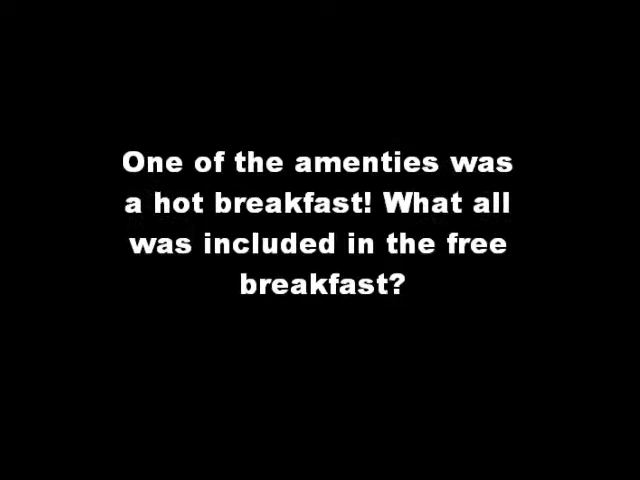 One of the amenties was
a hot breakfast! What all
was included in the free
breakfast?